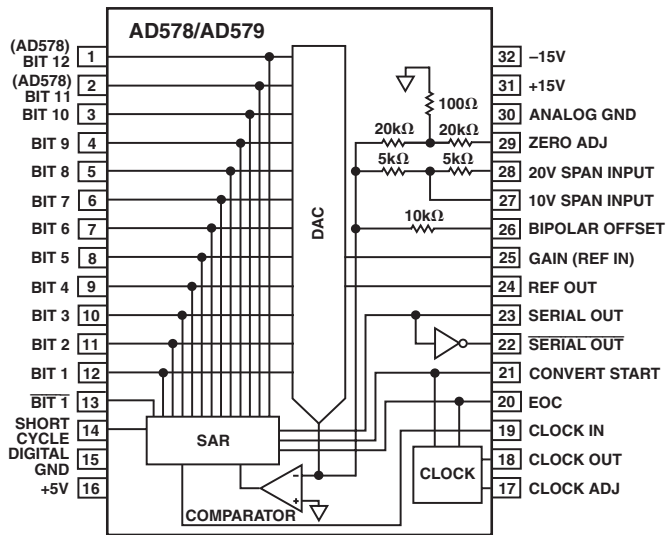 AD578/AD579
(AD578)
BIT 12 1
(AD578)
BIT 11 2
BIT 10 3
BIT 9 4
BIT 8 5
BIT 7 6
BIT 6 7
BIT 5 8
BIT 4 9
BIT 3 10
BIT 2 11
BIT 1 12
BIT 1 13
SHORT
CYCLE 14
DIGITAL
GND 15
+5V 16
DAC
SAR
COMPARATOR
–
+
CLOCK
100Ω
20kΩ 20kΩ
5kΩ 5kΩ
10kΩ
32 –15V
31 +15V
30 ANALOG GND
29 ZERO ADJ
28 20V SPAN INPUT
27 10V SPAN INPUT
26 BIPOLAR OFFSET
25 GAIN (REF IN)
24 REF OUT
23 SERIAL OUT
22 SERIAL OUT
21 CONVERT START
20 EOC
19 CLOCK IN
18 CLOCK OUT
17 CLOCK ADJ